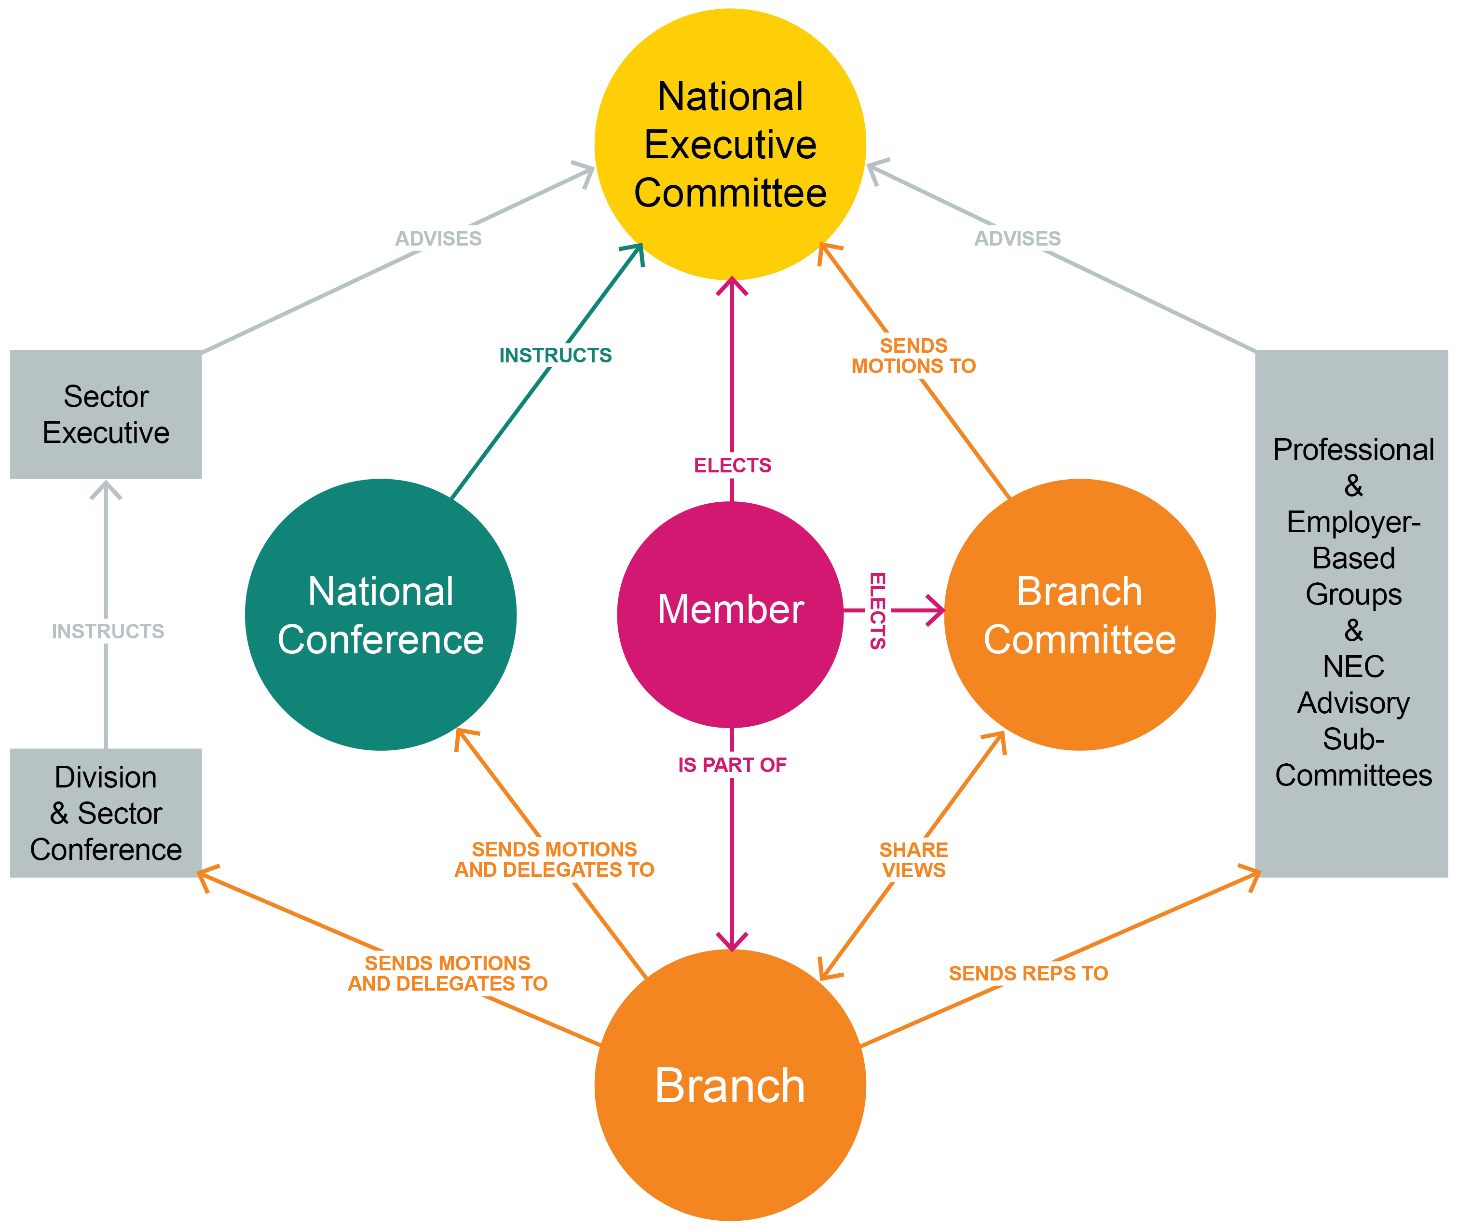 National
Executive
Committee
ADVISES
ADVISES
INSTRUCTS
SENDS
MOTIONS TO
Sector
Executive
ELECTS
Professional
&
Employer-
Based
Groups
&
NEC
Advisory
Sub-
Committees
National
Conference
Member
ELECTS
Branch
Committee
INSTRUCTS
IS PART OF
Division
& Sector
Conference
SENDS MOTIONS
AND DELEGATES TO
SHARE
VIEWS
SENDS MOTIONS
AND DELEGATES TO
SENDS REPS TO
Branch